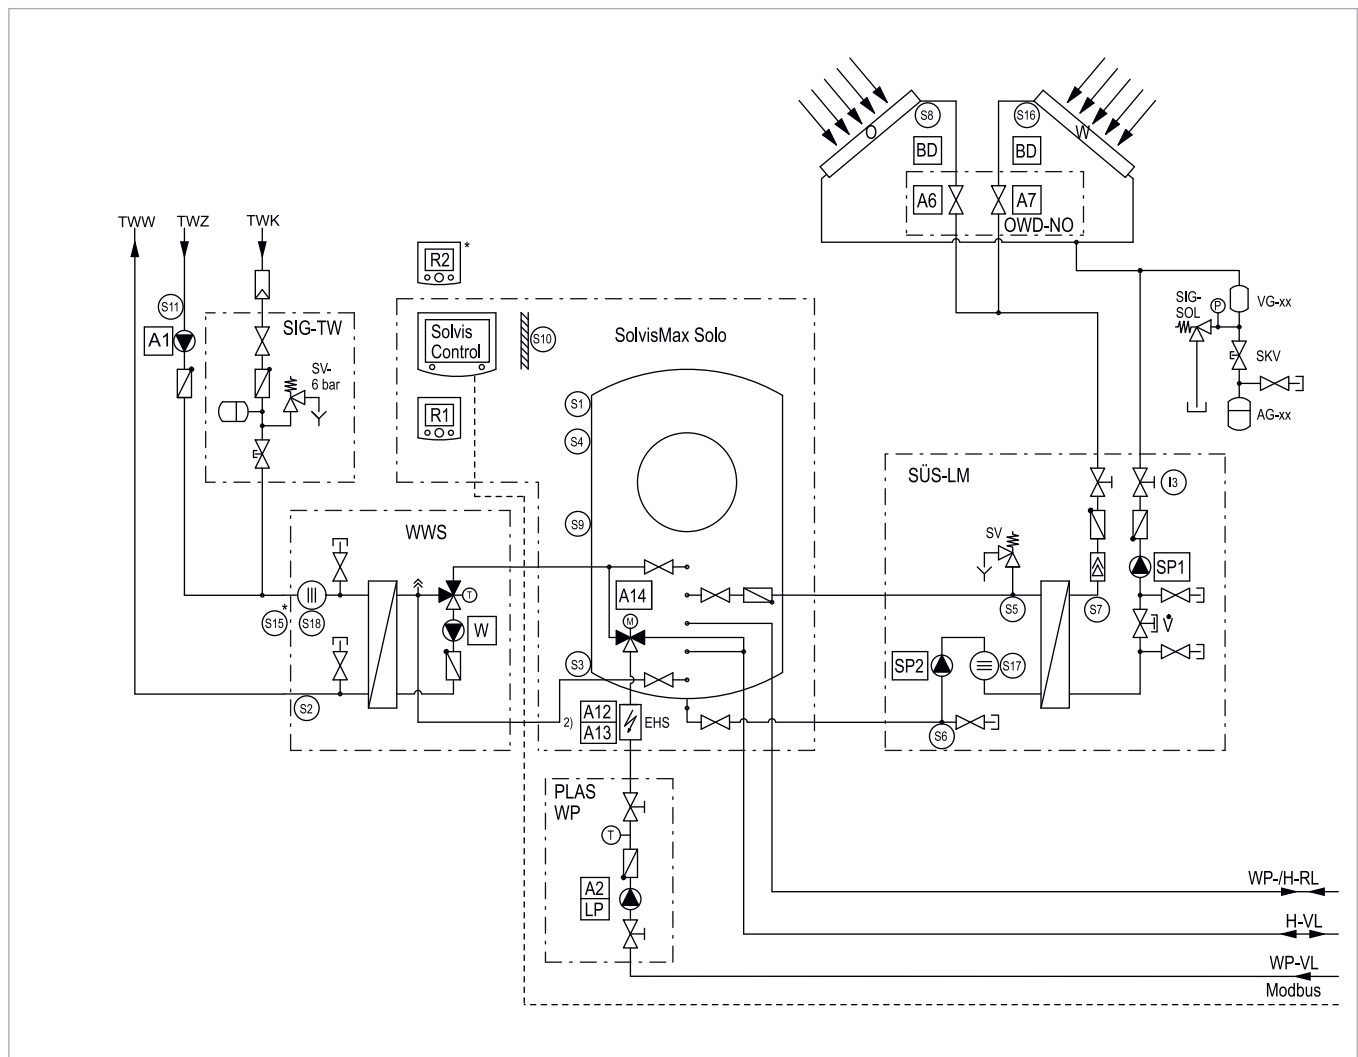 S8
S16
O
W
BD
BD
A6
A7
OWD-NO
TWW
TWZ
TWK
R2
*
S11
SIG-TW
A1
SV-
6 bar
Solvis
Control
S10
SolvisMax Solo
R1
SIG-
SOL
P
VG-xx
SKV
AG-xx
S1
S4
S9
SÜS-LM
I3
WWS
SV
SP1
A14
M
T
*
S15
S18
W
S5
S7
V̇
S3
SP2
S17
S2
2)
A12
A13
EHS
S6
PLAS
WP
T
A2
LP
WP-/H-RL
H-VL
WP-VL
Modbus